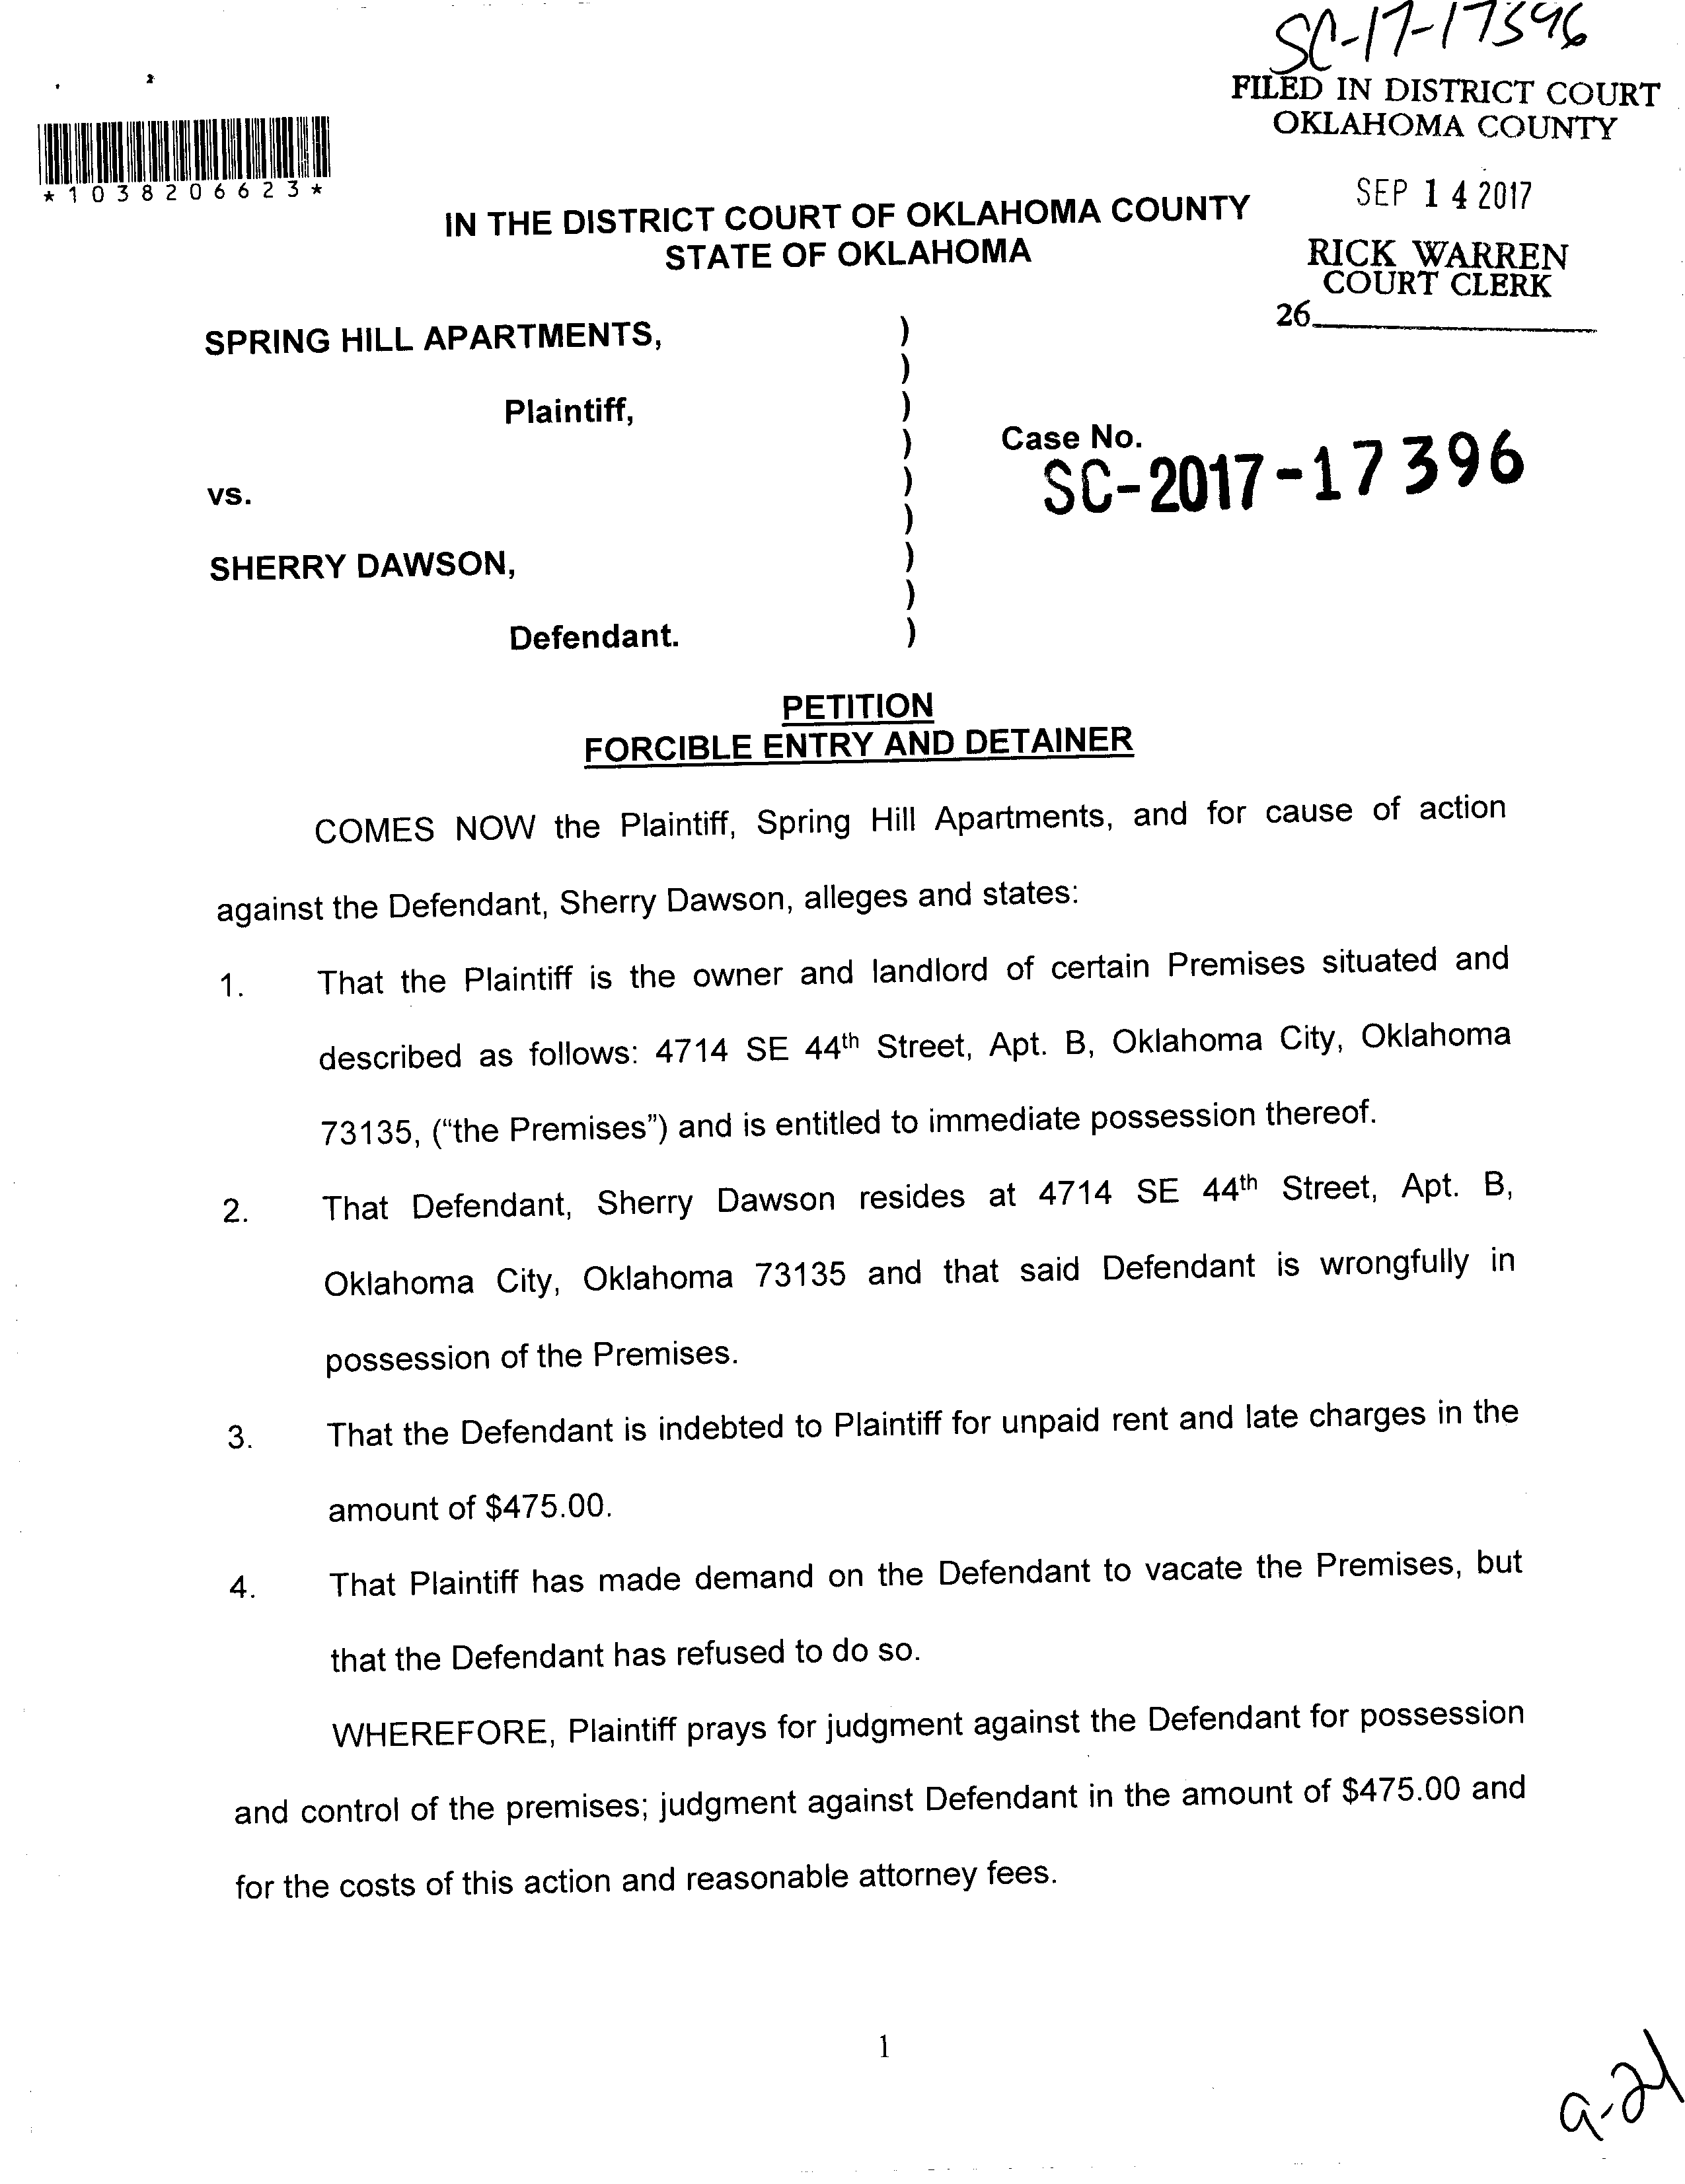 SC-17-17396
FILED IN DISTRICT COURT
OKLAHOMA COUNTY
*1038206623*
SEP 14 2017
IN THE DISTRICT COURT OF OKLAHOMA COUNTY
STATE OF OKLAHOMA
RICK WARREN
COURT CLERK
26
SPRING HILL APARTMENTS, )
)
Plaintiff, )
) Case No.
vs. ) SC-2017-17396
)
SHERRY DAWSON, )
)
Defendant. )
PETITION
FORCIBLE ENTRY AND DETAINER
COMES NOW the Plaintiff, Spring Hill Apartments, and for cause of action
against the Defendant, Sherry Dawson, alleges and states:
1. That the Plaintiff is the owner and landlord of certain Premises situated and
described as follows: 4714 SE 44th Street, Apt. B, Oklahoma City, Oklahoma
73135, (“the Premises”) and is entitled to immediate possession thereof.
2. That Defendant, Sherry Dawson resides at 4714 SE 44th Street, Apt. B,
Oklahoma City, Oklahoma 73135 and that said Defendant is wrongfully in
possession of the Premises.
3. That the Defendant is indebted to Plaintiff for unpaid rent and late charges in the
amount of $475.00.
4. That Plaintiff has made demand on the Defendant to vacate the Premises, but
that the Defendant has refused to do so.
WHEREFORE, Plaintiff prays for judgment against the Defendant for possession
and control of the premises; judgment against Defendant in the amount of $475.00 and
for the costs of this action and reasonable attorney fees.
1
9-21